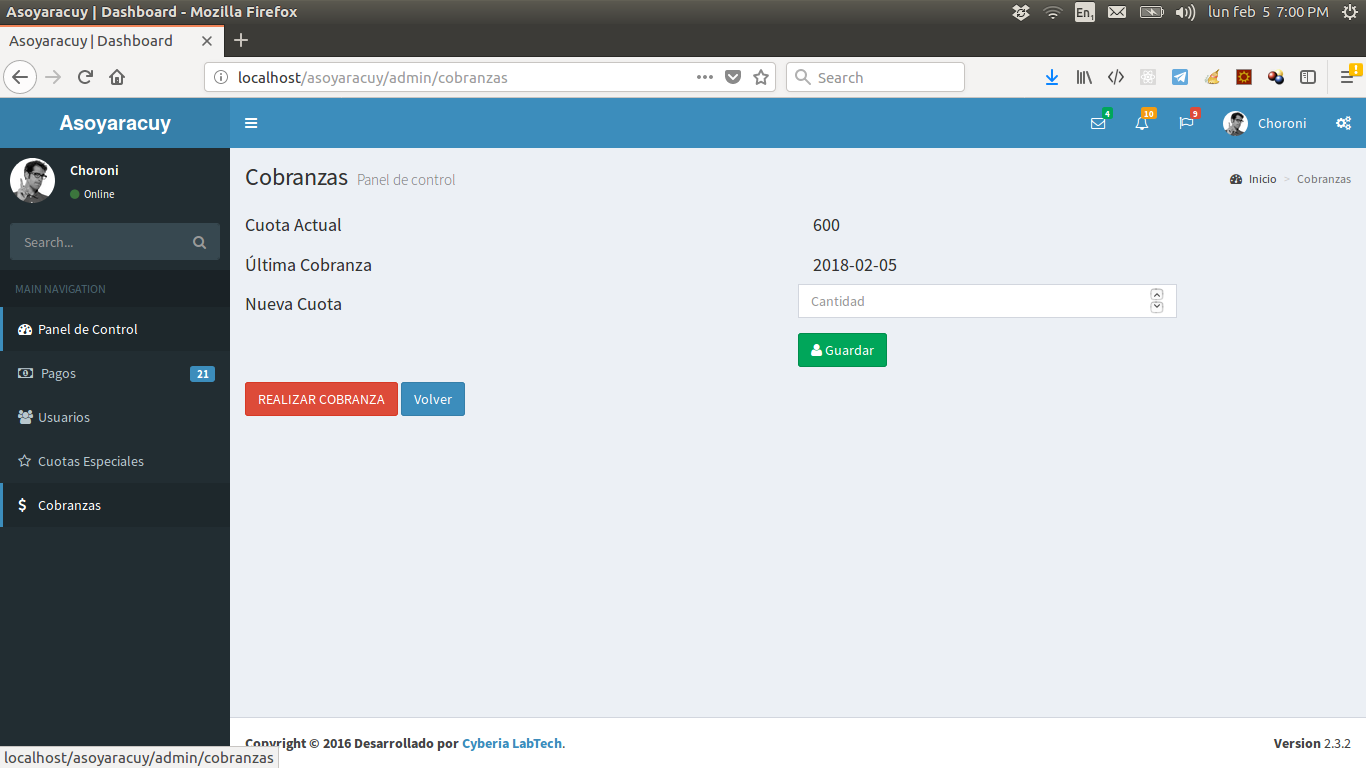 Asoyaracuy | Dashboard - Mozilla Firefox
En1
lun feb 5 7:00 PM
Asoyaracuy | Dashboard
localhost/asoyaracuy/admin/cobranzas
Search
Asoyaracuy
4
10
9
Choroni
Choroni
Online
Search...
MAIN NAVIGATION
Panel de Control
Pagos
21
Usuarios
Cuotas Especiales
$ Cobranzas
Cobranzas Panel de control
Inicio > Cobranzas
Cuota Actual
600
Última Cobranza
2018-02-05
Nueva Cuota
Cantidad
Guardar
REALIZAR COBRANZA
Volver
Copyright © 2016 Desarrollado por Cyberia LabTech.
Version 2.3.2
localhost/asoyaracuy/admin/cobranzas